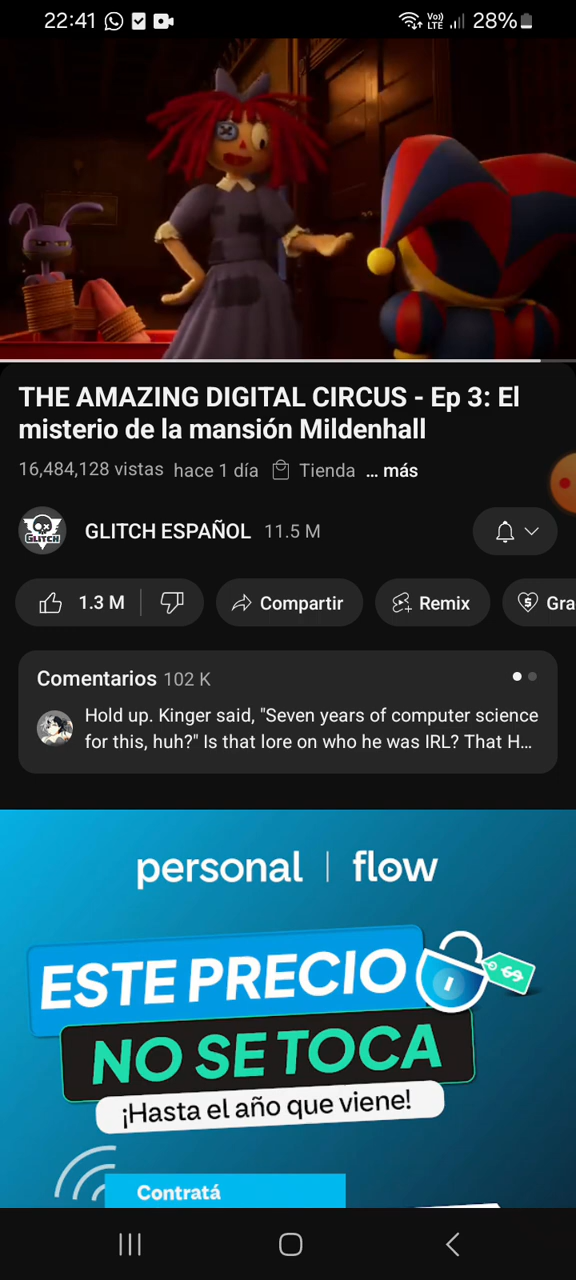 22:41
Vo))
LTE
28%
THE AMAZING DIGITAL CIRCUS - Ep 3: El
misterio de la mansión Mildenhall
16,484,128 vistas hace 1 día Tienda ... más
GLITCH
GLITCH ESPAÑOL 11.5 M
1.3 M
Compartir
Remix
Gra
Comentarios 102 K
Hold up. Kinger said, "Seven years of computer science
for this, huh?" Is that lore on who he was IRL? That H...
personal | flow
ESTE PRECIO
NO SE TOCA
¡Hasta el año que viene!
Contratá